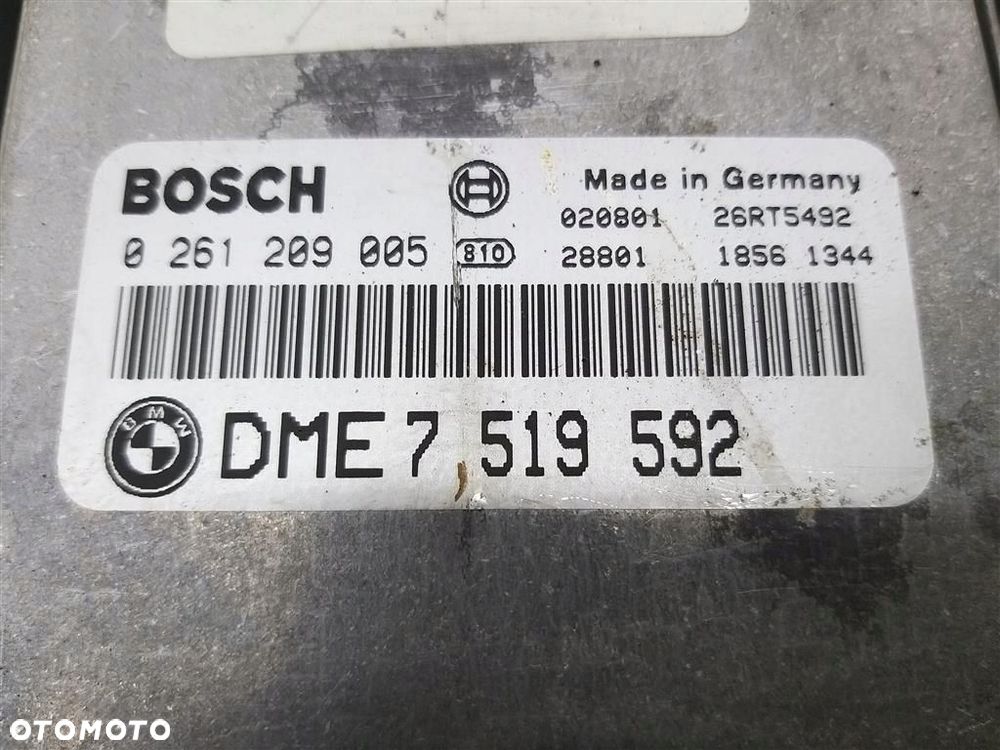 BOSCH Made in Germany
020801 26RT5492
0 261 209 005 810 28801 1856 1344
BMW DME 7 519 592
OTOMOTO